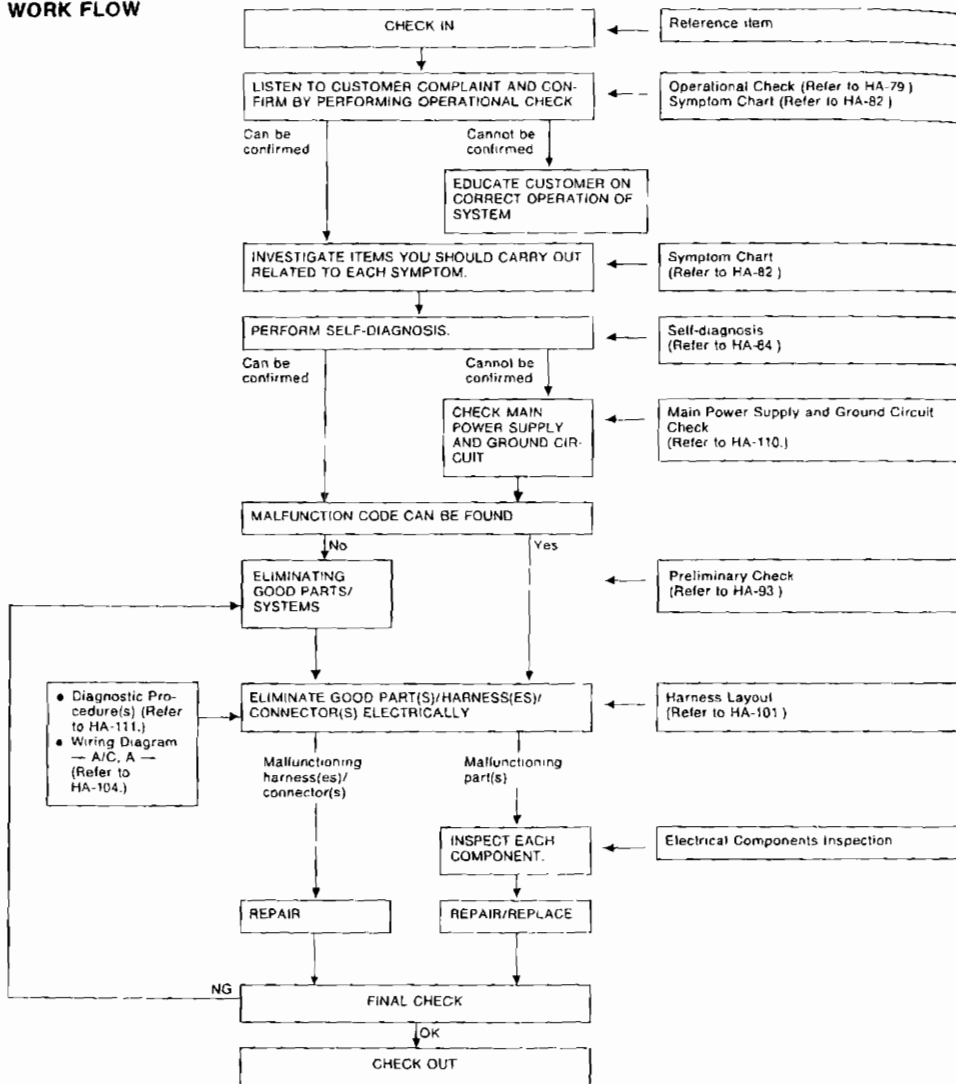 WORK FLOW
CHECK IN
Reference item
LISTEN TO CUSTOMER COMPLAINT AND CON-
FIRM BY PERFORMING OPERATIONAL CHECK
Operational Check (Refer to HA-79 )
Symptom Chart (Refer to HA-82 )
Can be
confirmed
Cannot be
confirmed
EDUCATE CUSTOMER ON
CORRECT OPERATION OF
SYSTEM
INVESTIGATE ITEMS YOU SHOULD CARRY OUT
RELATED TO EACH SYMPTOM.
Symptom Chart
(Refer to HA-82 )
PERFORM SELF-DIAGNOSIS.
Self-diagnosis
(Refer to HA-84 )
Can be
confirmed
Cannot be
confirmed
CHECK MAIN
POWER SUPPLY
AND GROUND CIR-
CUIT
Main Power Supply and Ground Circuit
Check
(Refer to HA-110.)
MALFUNCTION CODE CAN BE FOUND
No
Yes
ELIMINATING
GOOD PARTS/
SYSTEMS
Preliminary Check
(Refer to HA-93 )
● Diagnostic Pro-
cedure(s) (Refer
to HA-111.)
● Wiring Diagram
— A/C, A —
(Refer to
HA-104.)
ELIMINATE GOOD PART(S)/HARNESS(ES)/
CONNECTOR(S) ELECTRICALLY
Harness Layout
(Refer to HA-101 )
Malfunctioning
harness(es)/
connector(s)
Malfunctioning
part(s)
INSPECT EACH
COMPONENT.
Electrical Components Inspection
REPAIR
REPAIR/REPLACE
NG
FINAL CHECK
OK
CHECK OUT